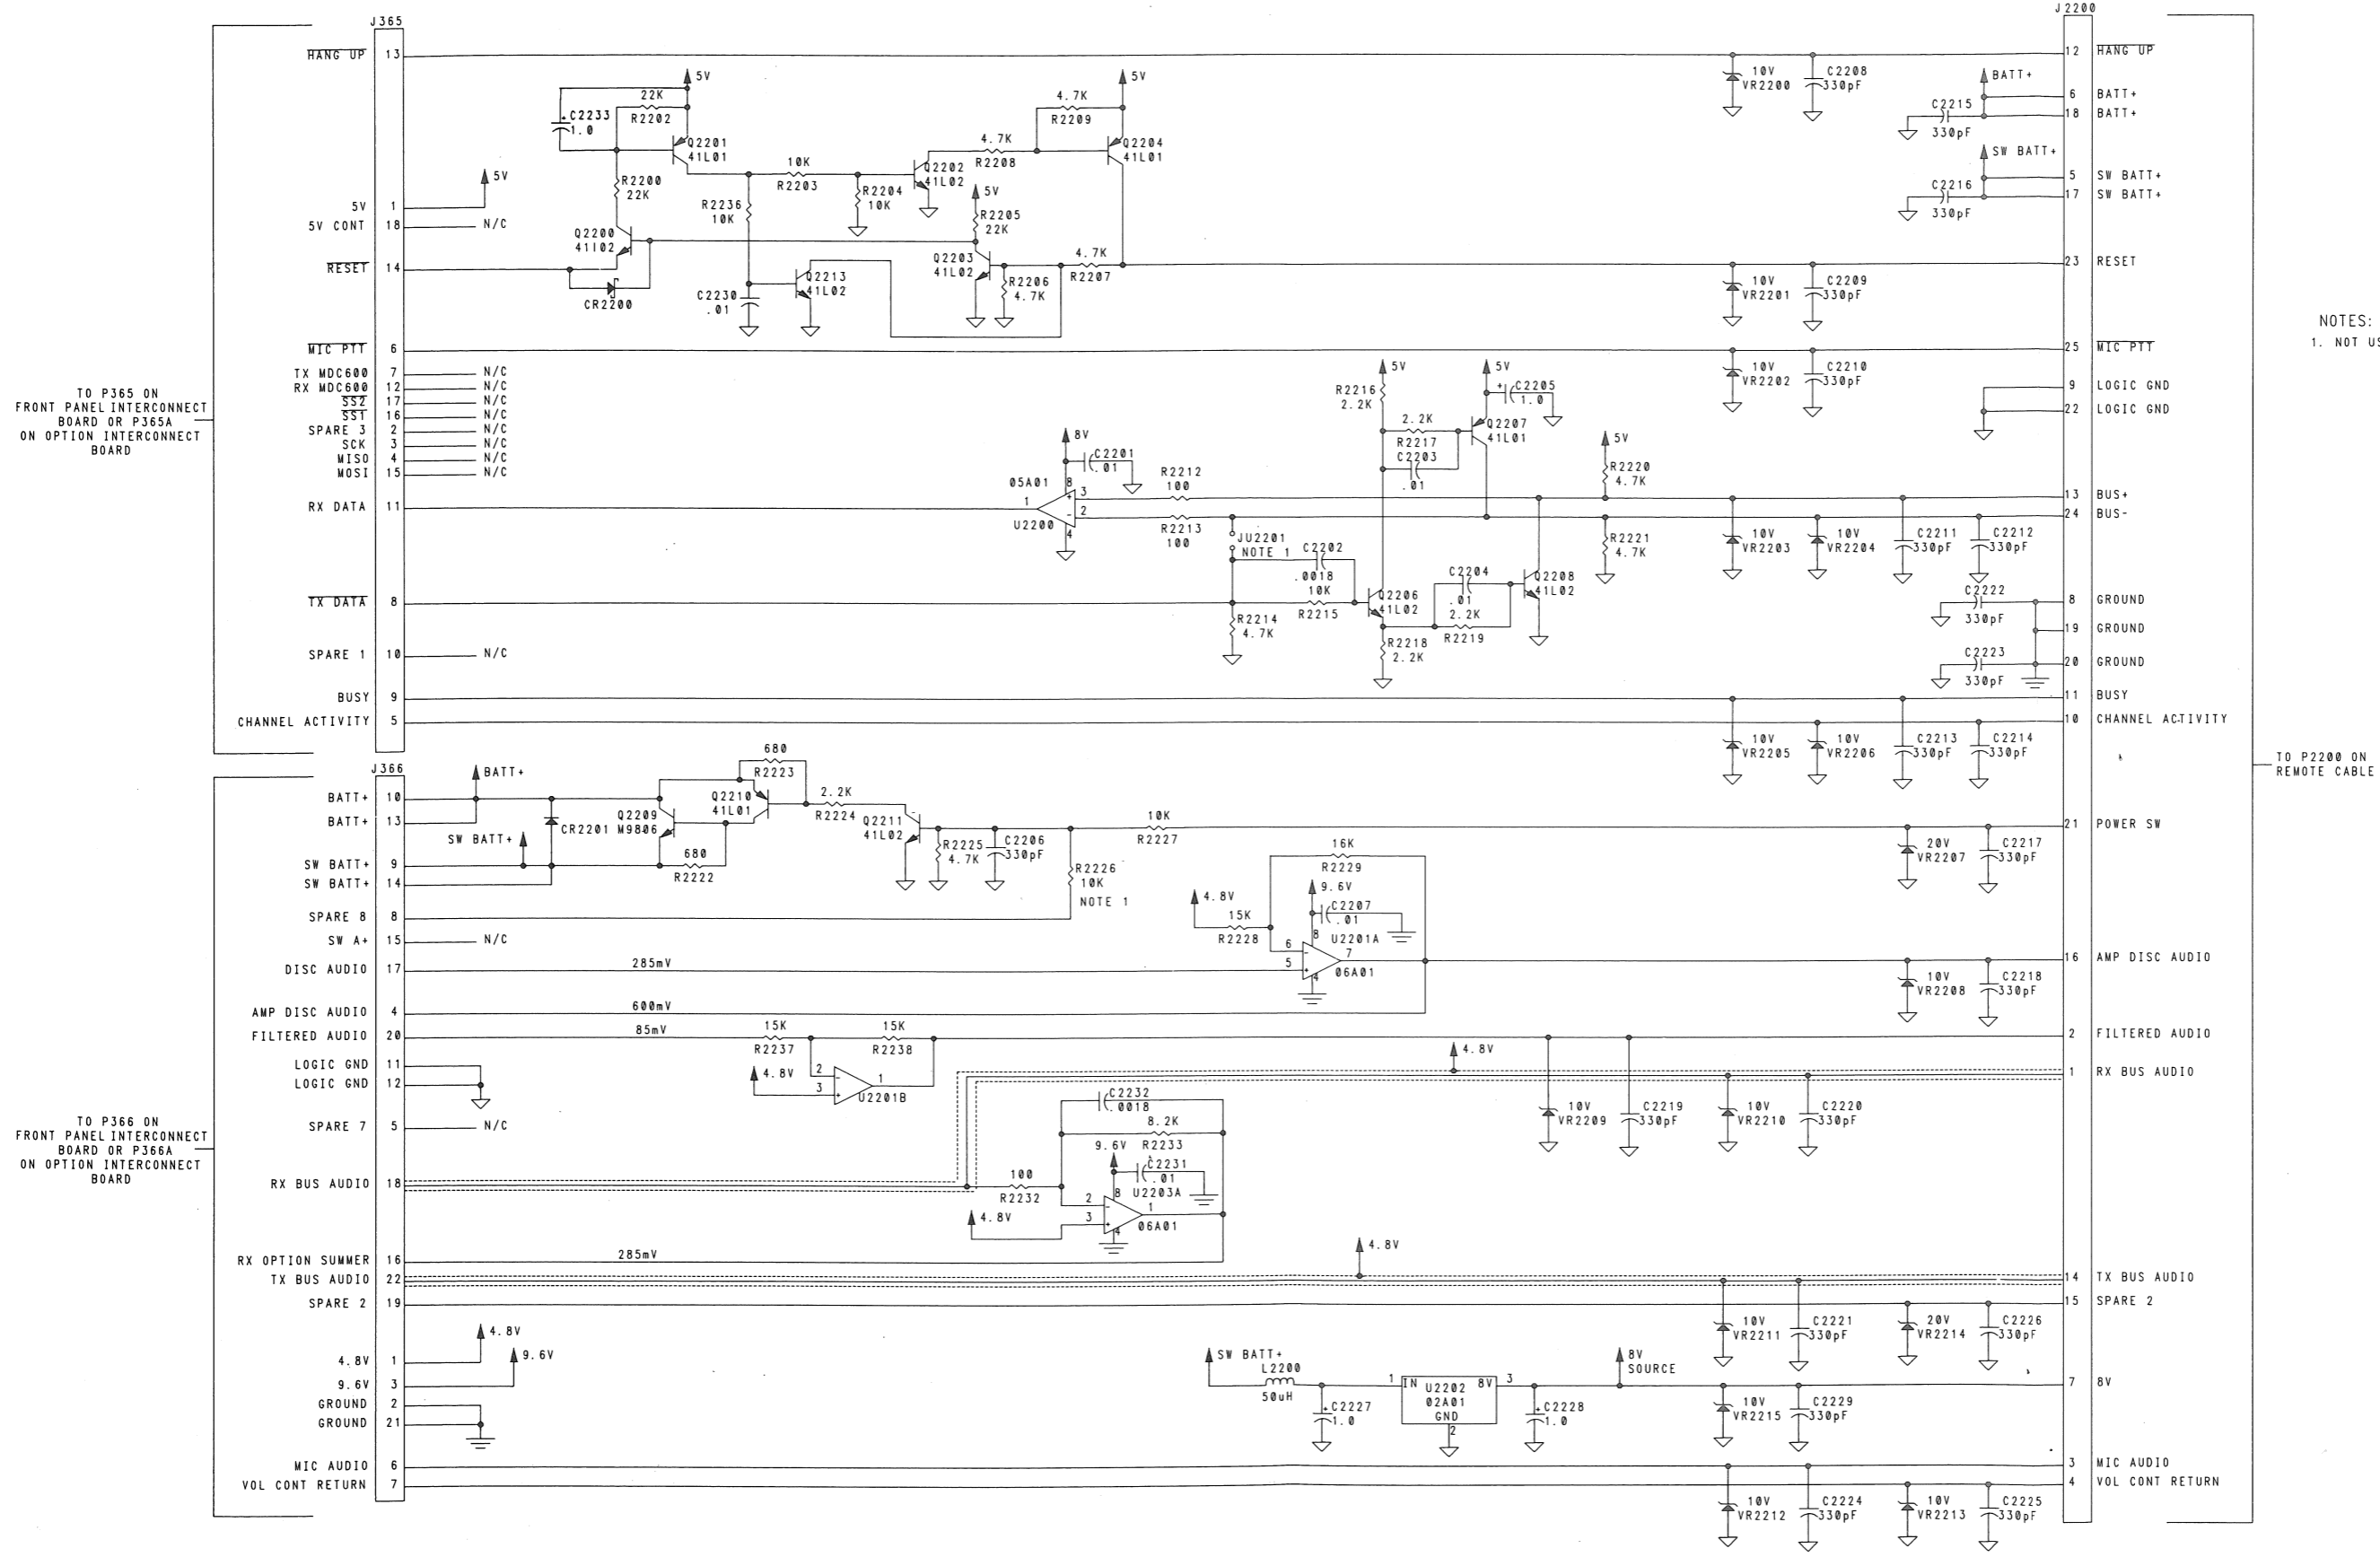 J365
HANG UP 13
5V 1
5V CONT 18 N/C
RESET 14
MIC PTT 6
TX MDC600 7 N/C
RX MDC600 12 N/C
SS2 17 N/C
SS1 16 N/C
SPARE 3 2 N/C
SCK 3 N/C
MISO 4 N/C
MOSI 15 N/C
RX DATA 11
TX DATA 8
SPARE 1 10 N/C
BUSY 9
CHANNEL ACTIVITY 5
TO P365 ON
FRONT PANEL INTERCONNECT
BOARD OR P365A
ON OPTION INTERCONNECT
BOARD
5V
22K
R2202
+C2233
1.0
Q2201
41L01
R2200
22K
5V
Q2200
41I02
CR2200
10K
R2203
R2236
10K
R2204
10K
C2230
.01
Q2213
41L02
Q2202
41L02
4.7K
R2208
4.7K
R2209
5V
Q2204
41L01
5V
R2205
22K
Q2203
41L02
R2206
4.7K
4.7K
R2207
8V
C2201
.01
05A01
8
1
3
2
4
U2200
R2212
100
R2213
100
JU2201
NOTE 1
C2202
.0018
10K
R2215
R2214
4.7K
5V
R2216
2.2K
2.2K
R2217
C2203
.01
5V
+
C2205
1.0
Q2207
41L01
Q2206
41L02
R2218
2.2K
C2204
.01
2.2K
R2219
Q2208
41L02
5V
R2220
4.7K
R2221
4.7K
J2200
12 HANG UP
10V
VR2200
C2208
330pF
BATT+
6 BATT+
18 BATT+
C2215
330pF
SW BATT+
5 SW BATT+
17 SW BATT+
C2216
330pF
23 RESET
10V
VR2201
C2209
330pF
25 MIC PTT
10V
VR2202
C2210
330pF
9 LOGIC GND
22 LOGIC GND
13 BUS+
24 BUS-
10V
VR2203
10V
VR2204
C2211
330pF
C2212
330pF
8 GROUND
19 GROUND
20 GROUND
C2222
330pF
C2223
330pF
11 BUSY
10 CHANNEL ACTIVITY
10V
VR2205
10V
VR2206
C2213
330pF
C2214
330pF
NOTES:
1. NOT US
TO P2200 ON
REMOTE CABLE
J366
BATT+ 10
BATT+ 13
SW BATT+ 9
SW BATT+ 14
SPARE 8 8
SW A+ 15 N/C
DISC AUDIO 17 285mV
AMP DISC AUDIO 4 600mV
FILTERED AUDIO 20 85mV
LOGIC GND 11
LOGIC GND 12
SPARE 7 5 N/C
RX BUS AUDIO 18
RX OPTION SUMMER 16 285mV
TX BUS AUDIO 22
SPARE 2 19
4.8V 1
9.6V 3
GROUND 2
GROUND 21
MIC AUDIO 6
VOL CONT RETURN 7
TO P366 ON
FRONT PANEL INTERCONNECT
BOARD OR P366A
ON OPTION INTERCONNECT
BOARD
BATT+
SW BATT+
CR2201
Q2209
M9806
680
R2222
680
R2223
Q2210
41L01
2.2K
R2224
Q2211
41L02
R2225
4.7K
C2206
330pF
R2226
10K
NOTE 1
10K
R2227
16K
R2229
4.8V
15K
R2228
9.6V
C2207
.01
8
U2201A
6
5
7
4
06A01
15K
R2237
15K
R2238
4.8V
2
3
1
U2201B
4.8V
C2232
.0018
8.2K
R2233
9.6V
C2231
.01
8
U2203A
100
R2232
2
3
1
4
06A01
4.8V
4.8V
4.8V
9.6V
SW BATT+
L2200
50uH
+C2227
1.0
1
IN
U2202
8V
02A01
GND
3
2
+C2228
1.0
8V
SOURCE
21 POWER SW
20V
VR2207
C2217
330pF
16 AMP DISC AUDIO
10V
VR2208
C2218
330pF
2 FILTERED AUDIO
1 RX BUS AUDIO
10V
VR2209
C2219
330pF
10V
VR2210
C2220
330pF
14 TX BUS AUDIO
15 SPARE 2
10V
VR2211
C2221
330pF
20V
VR2214
C2226
330pF
7 8V
10V
VR2215
C2229
330pF
3 MIC AUDIO
4 VOL CONT RETURN
10V
VR2212
C2224
330pF
10V
VR2213
C2225
330pF